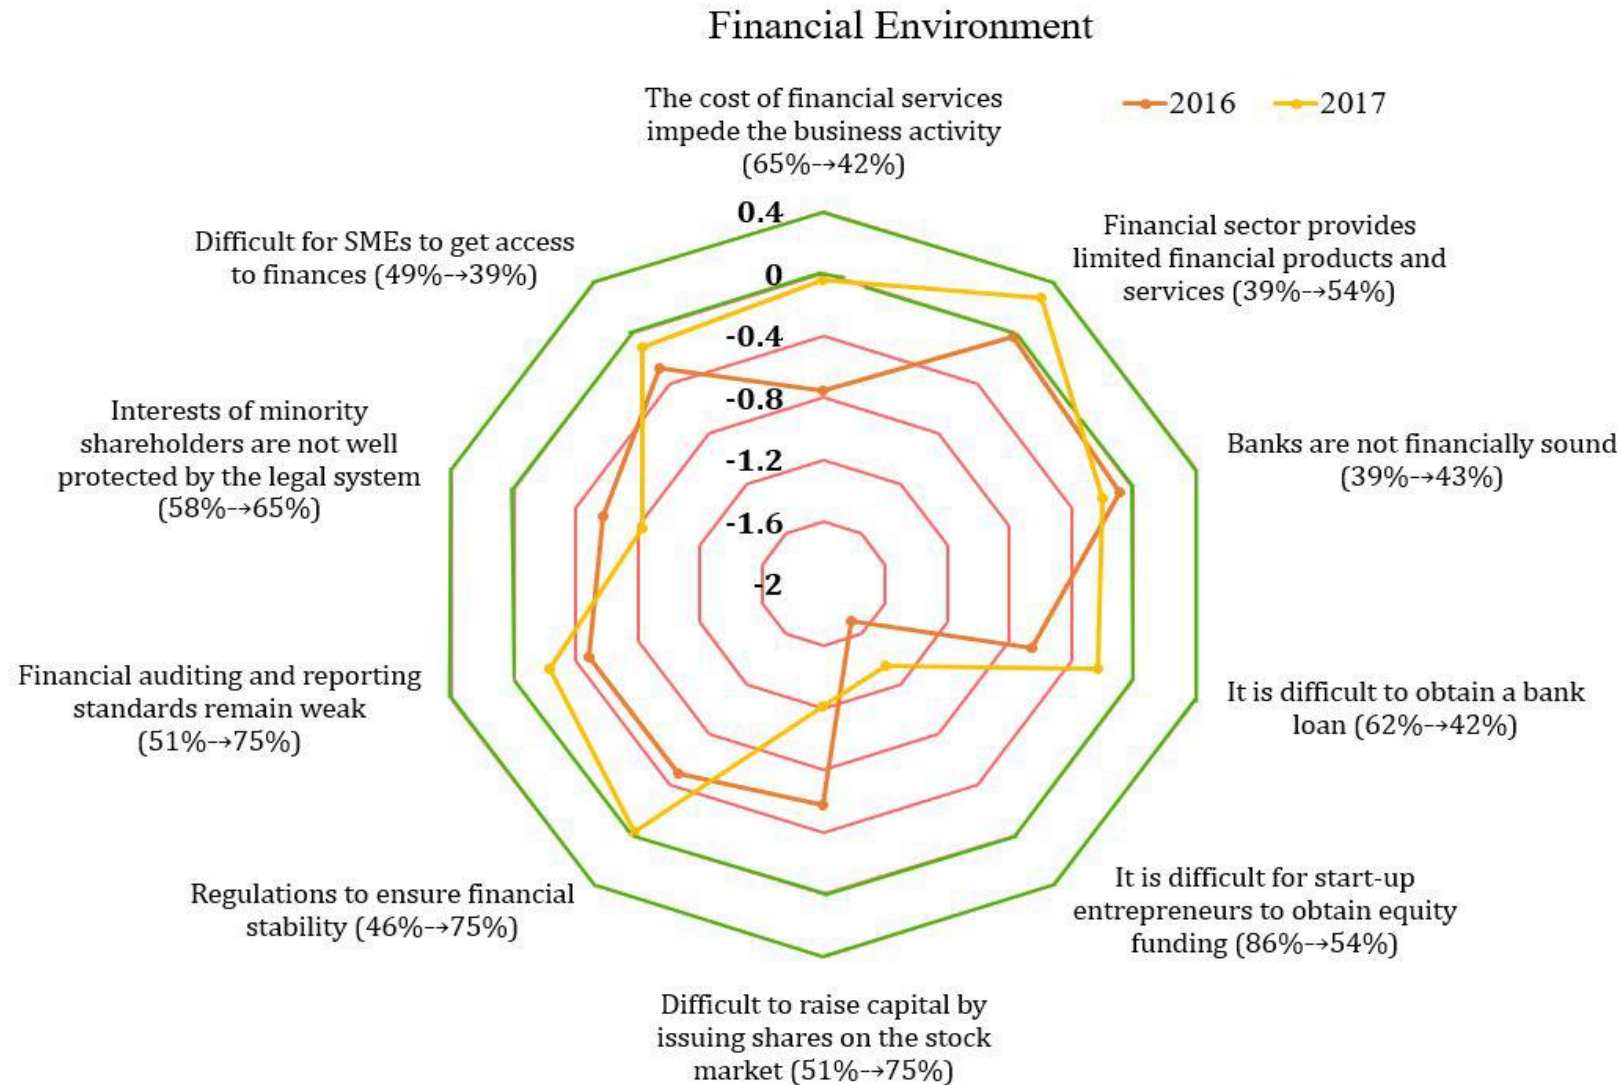 Financial Environment
The cost of financial services
impede the business activity
(65%→42%)
2016
2017
Financial sector provides
limited financial products and
services (39%→54%)
Banks are not financially sound
(39%→43%)
It is difficult to obtain a bank
loan (62%→42%)
It is difficult for start-up
entrepreneurs to obtain equity
funding (86%→54%)
Difficult to raise capital by
issuing shares on the stock
market (51%→75%)
Regulations to ensure financial
stability (46%→75%)
Financial auditing and reporting
standards remain weak
(51%→75%)
Interests of minority
shareholders are not well
protected by the legal system
(58%→65%)
Difficult for SMEs to get access
to finances (49%→39%)
0.4
0
-0.4
-0.8
-1.2
-1.6
-2